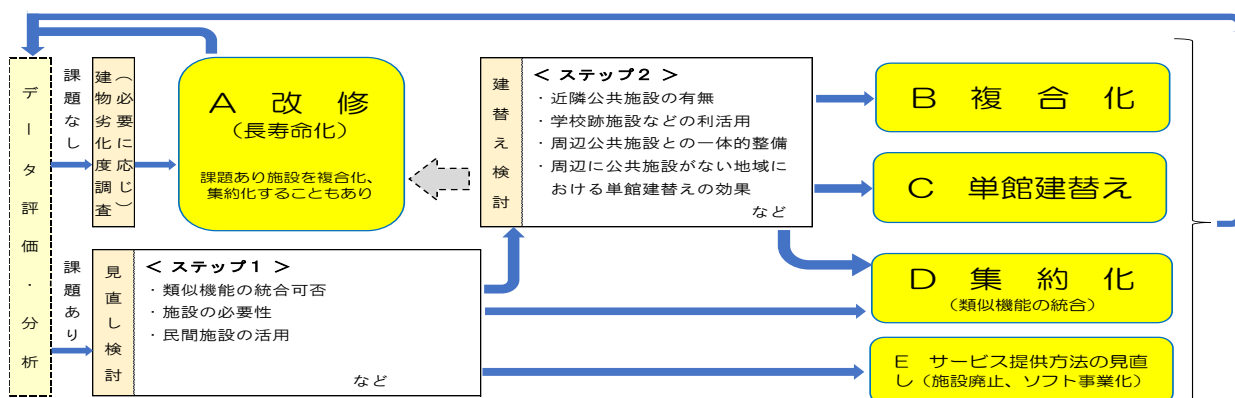 データ評価・分析
課題なし
建物劣化度調査
（必要に応じ）
A 改 修
（長寿命化）
課題あり施設を複合化、
集約化することもあり
建替え検討
＜ ステップ２ ＞
・近隣公共施設の有無
・学校跡施設などの利活用
・周辺公共施設との一体的整備
・周辺に公共施設がない地域に
おける単館建替えの効果
など
B 複 合 化
C 単館建替え
課題あり
見直し検討
＜ ステップ１ ＞
・類似機能の統合可否
・施設の必要性
・民間施設の活用
など
D 集 約 化
（類似機能の統合）
E サービス提供方法の見直
し（施設廃止、ソフト事業化）